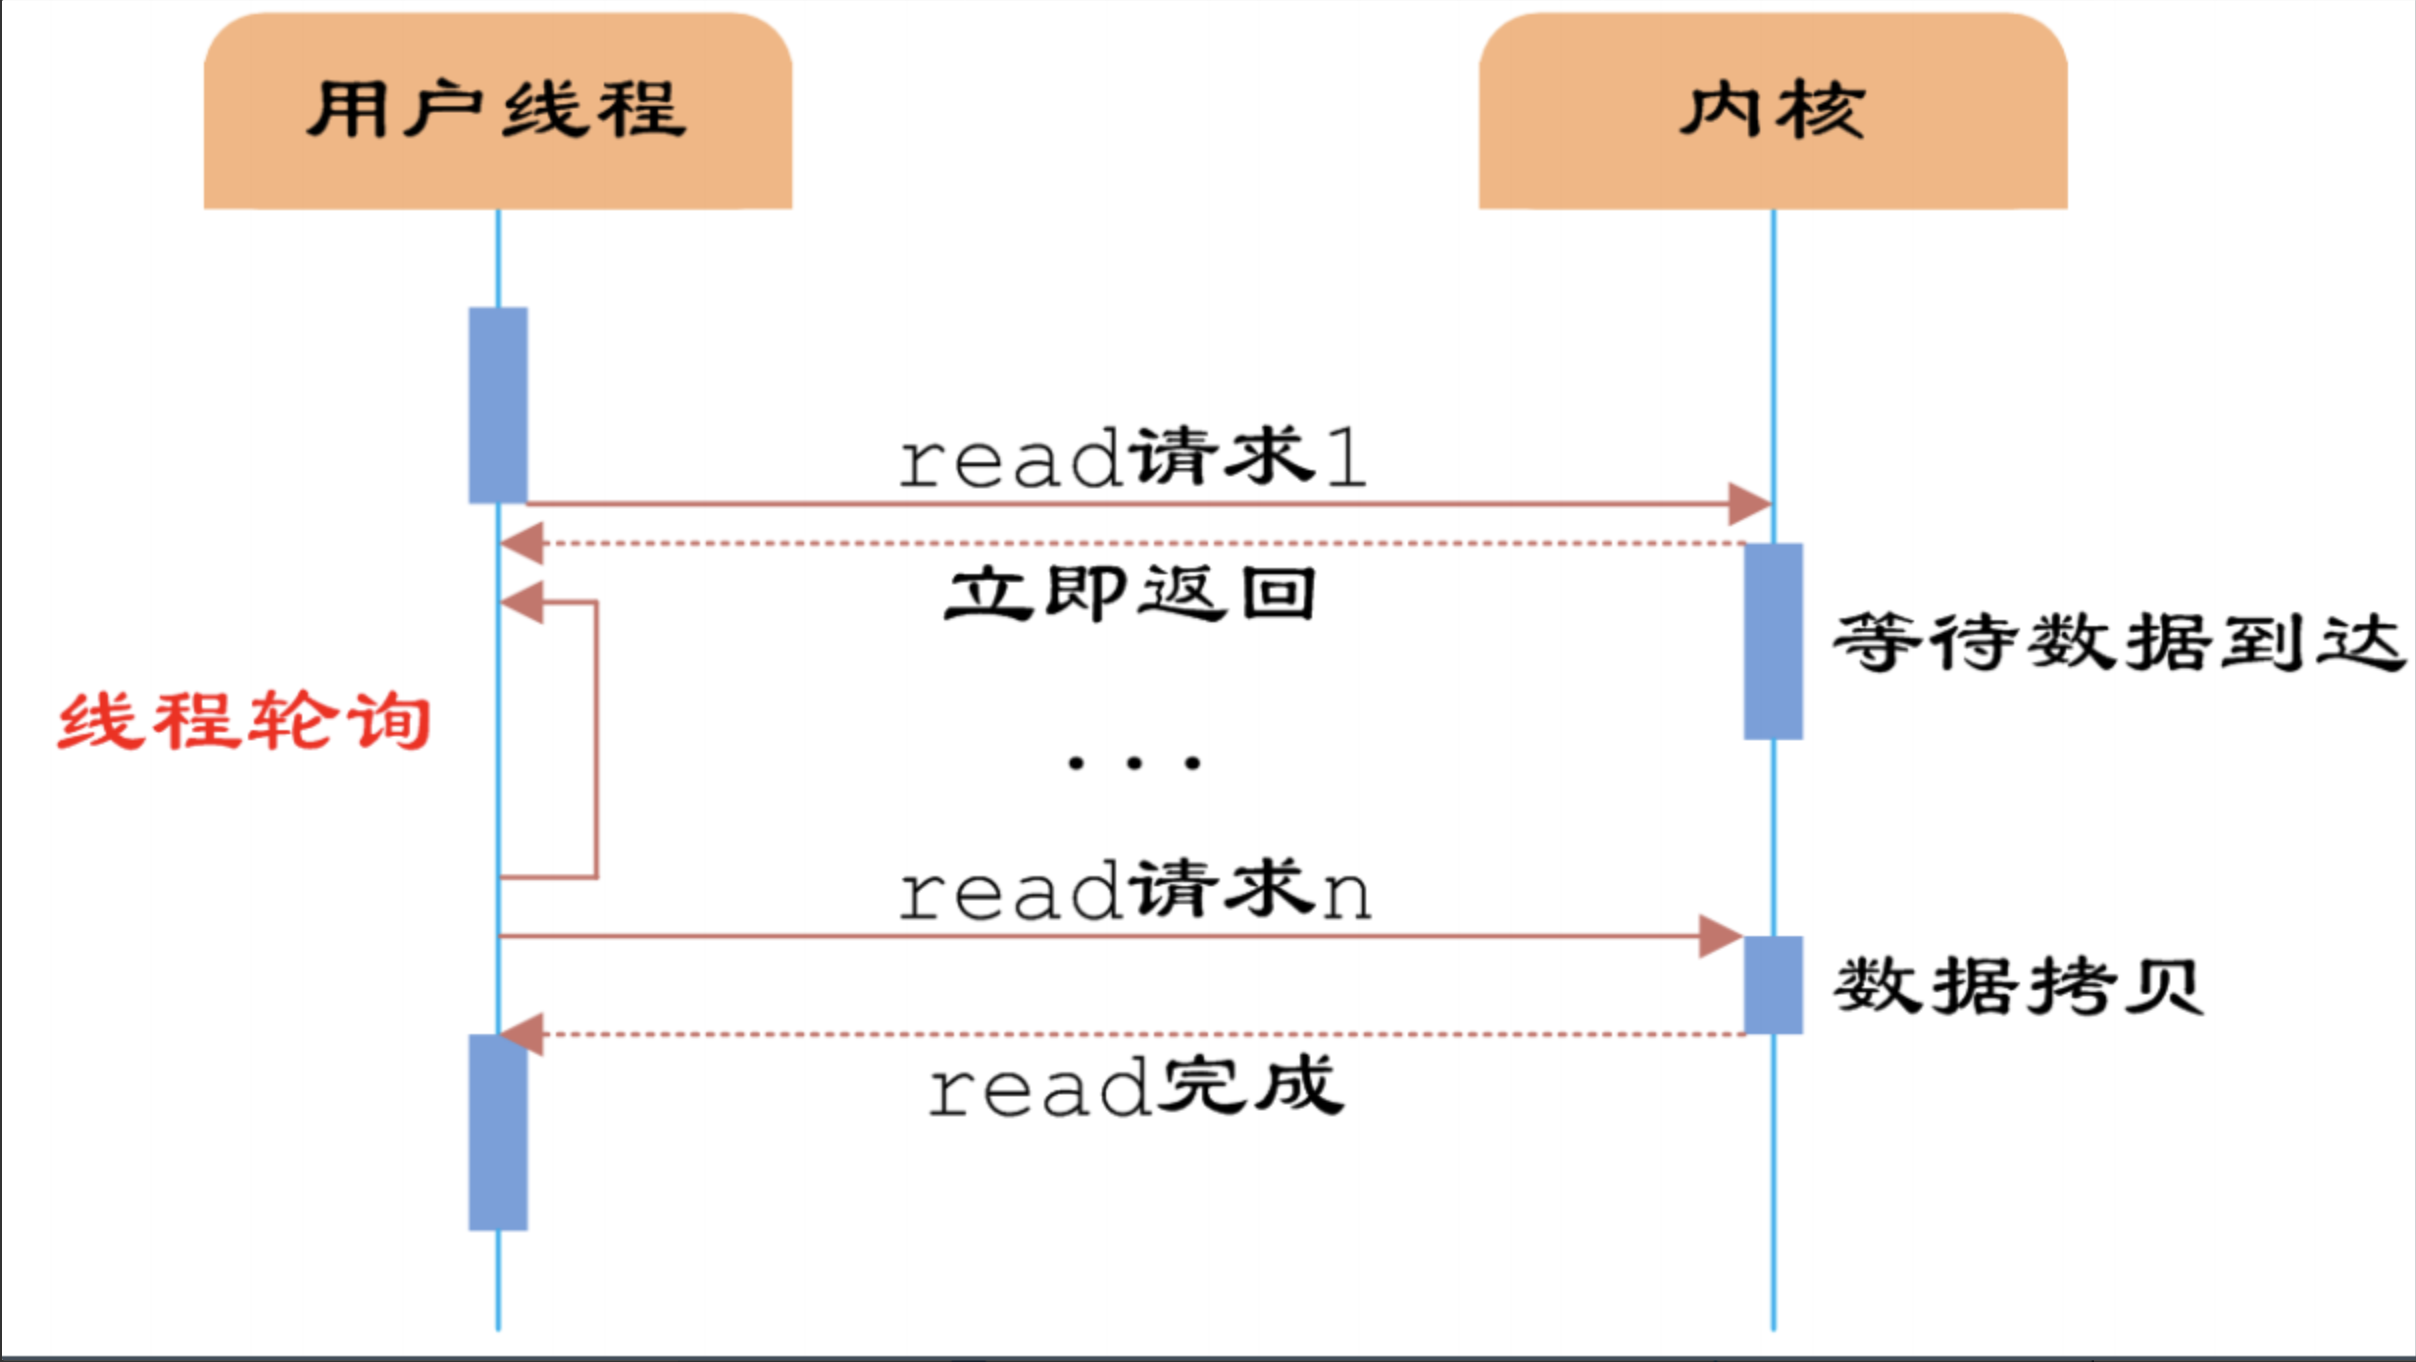 用户线程
内核
read请求1
立即返回
等待数据到达
线程轮询
...
read请求n
数据拷贝
read完成